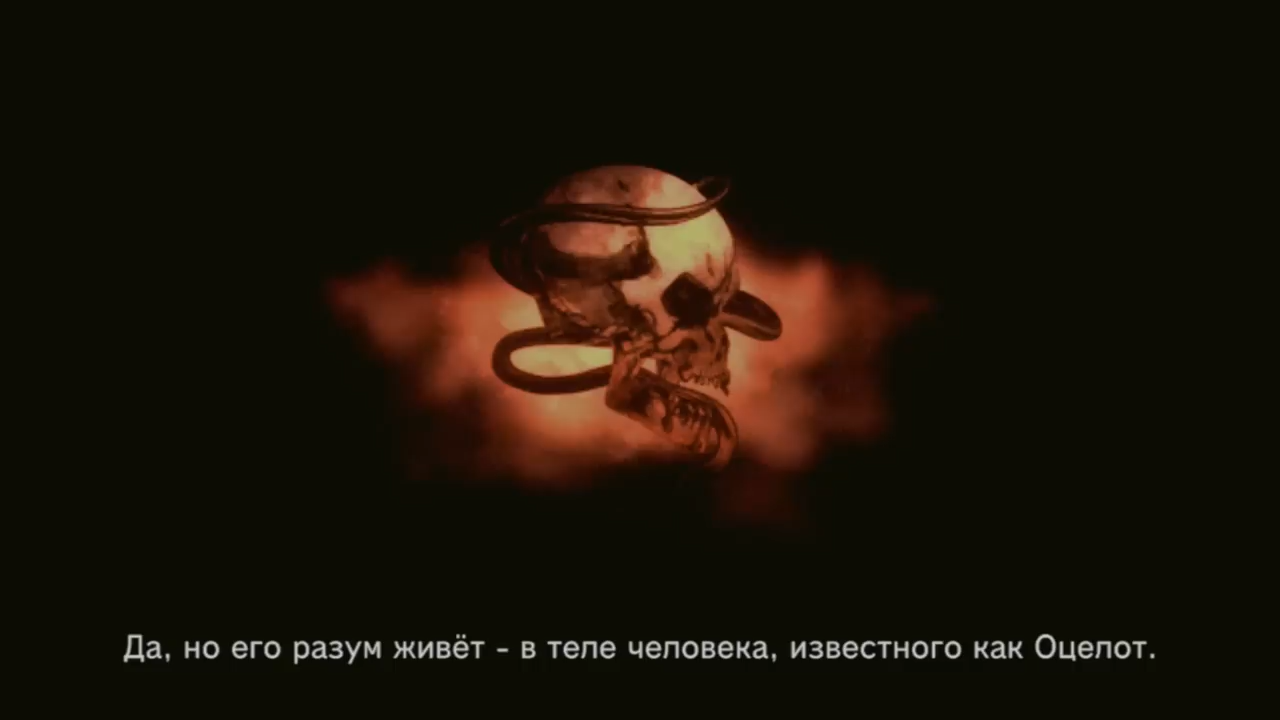 Да, но его разум живёт - в теле человека, известного как Оцелот.